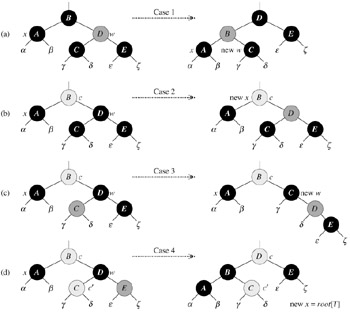 Case 1
(a) x A B D w C E α β γ δ ε ζ
x A B D new w C E α β γ δ ε ζ
Case 2
(b) x A B c D w C E α β γ δ ε ζ
new x B c A D C E α β γ δ ε ζ
Case 3
(c) x A B c D w C E α β γ δ ε ζ
x A B c C new w D E α β γ δ ε ζ
Case 4
(d) x A B c D w C c′ E α β γ δ ε ζ
D c B E A C c′ α β γ δ ε ζ
new x = root[T]